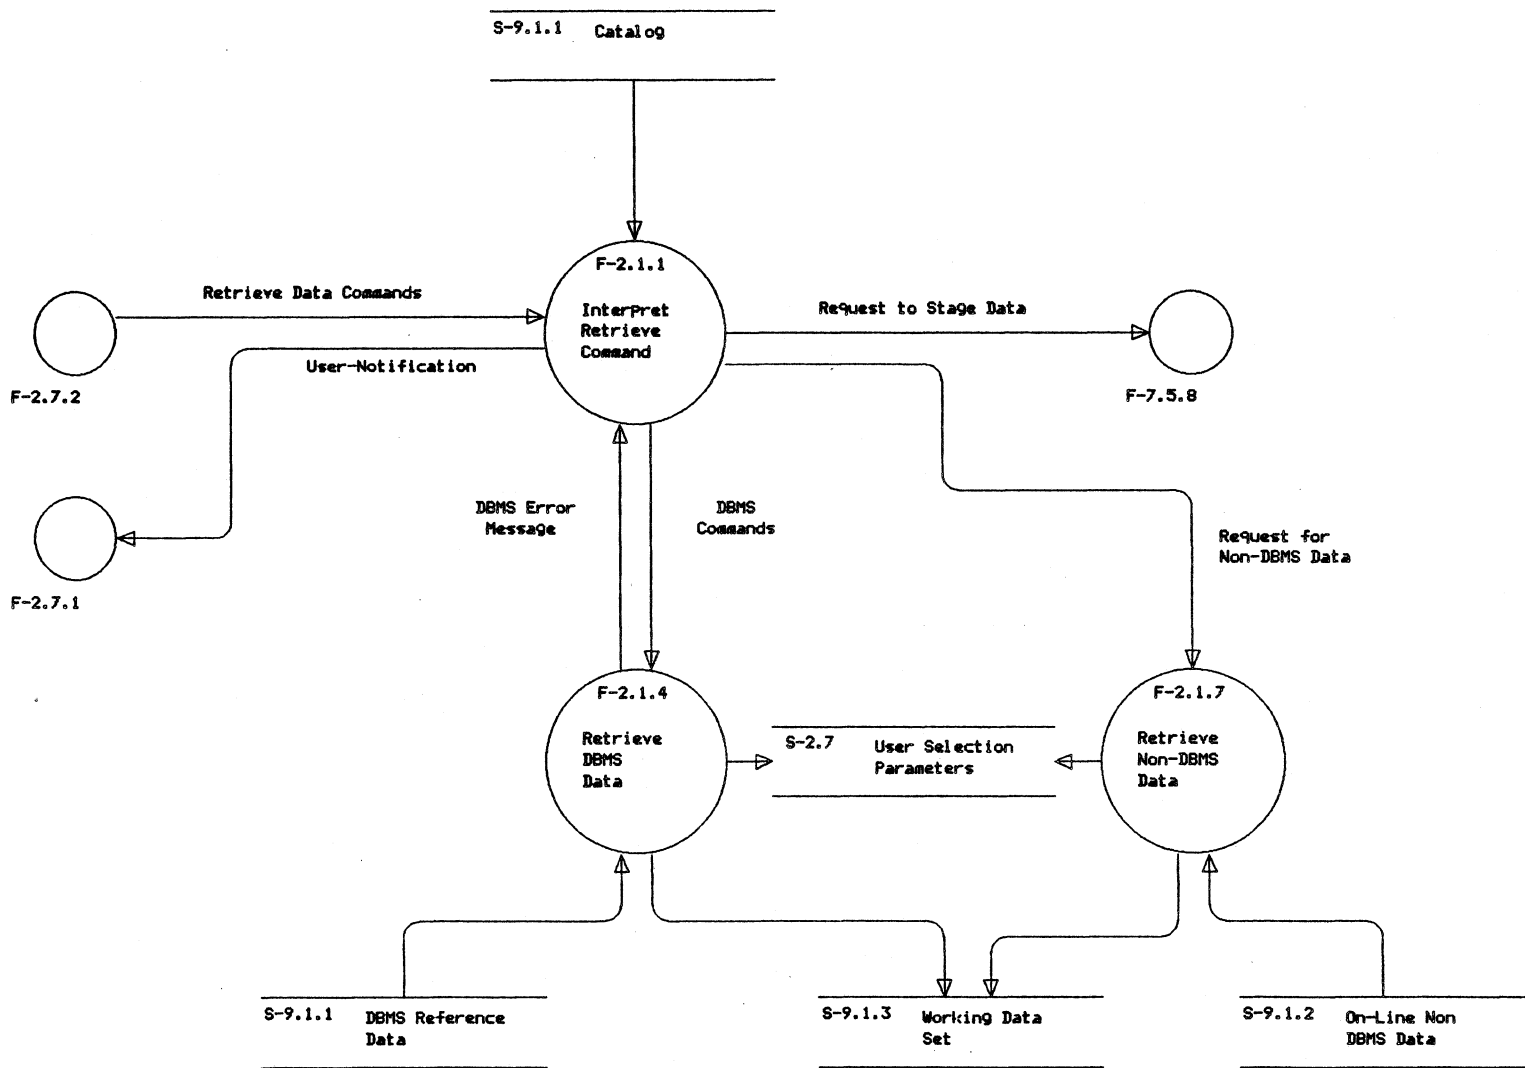 S-9.1.1 Catalog
F-2.1.1
Interpret
Retrieve
Command
Retrieve Data Commands
User-Notification
Request to Stage Data
F-2.7.2
F-7.5.8
F-2.7.1
DBMS Error
Message
DBMS
Commands
Request for
Non-DBMS Data
F-2.1.4
Retrieve
DBMS
Data
S-2.7 User Selection
Parameters
F-2.1.7
Retrieve
Non-DBMS
Data
S-9.1.1 DBMS Reference
Data
S-9.1.3 Working Data
Set
S-9.1.2 On-Line Non
DBMS Data